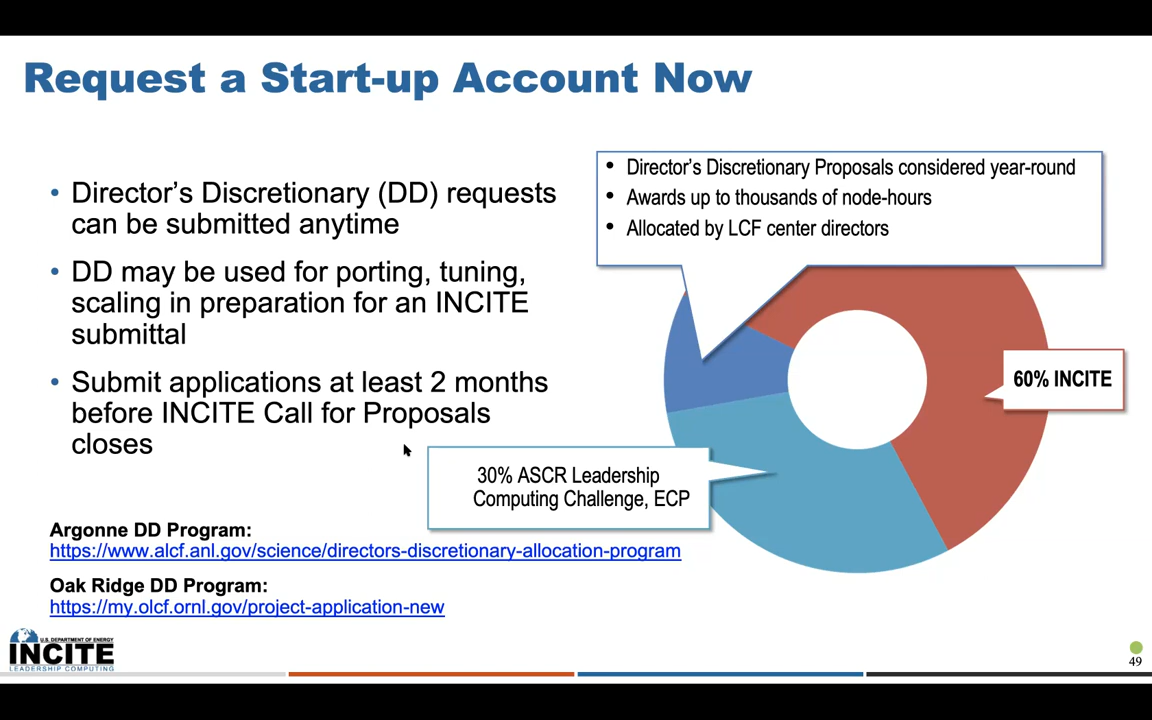 Request a Start-up Account Now
• Director's Discretionary (DD) requests
can be submitted anytime
• DD may be used for porting, tuning,
scaling in preparation for an INCITE
submittal
• Submit applications at least 2 months
before INCITE Call for Proposals
closes
• Director's Discretionary Proposals considered year-round
• Awards up to thousands of node-hours
• Allocated by LCF center directors
60% INCITE
30% ASCR Leadership
Computing Challenge, ECP
Argonne DD Program:
https://www.alcf.anl.gov/science/directors-discretionary-allocation-program
Oak Ridge DD Program:
https://my.olcf.ornl.gov/project-application-new
U.S. DEPARTMENT OF ENERGY
INCITE
LEADERSHIP COMPUTING
49